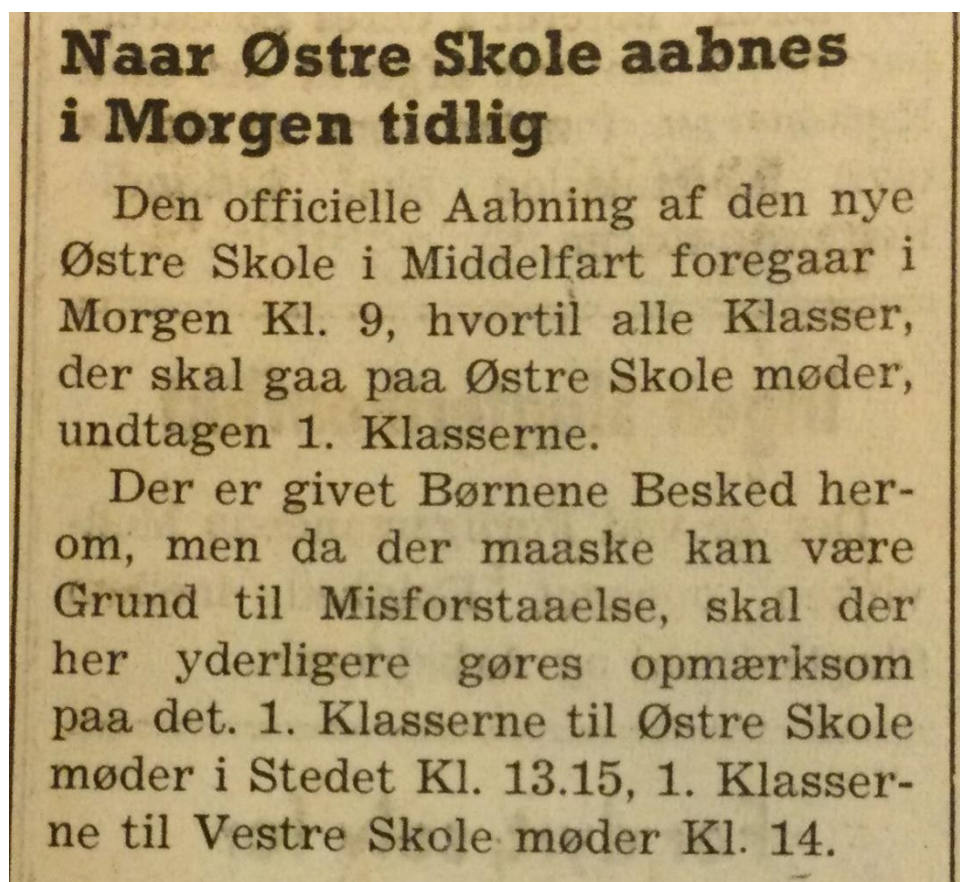 Naar Østre Skole aabnes
i Morgen tidlig
Den officielle Aabning af den nye
Østre Skole i Middelfart foregaar i
Morgen Kl. 9, hvortil alle Klasser,
der skal gaa paa Østre Skole møder,
undtagen 1. Klasserne.
Der er givet Børnene Besked her-
om, men da der maaske kan være
Grund til Misforstaaelse, skal der
her yderligere gøres opmærksom
paa det. 1. Klasserne til Østre Skole
møder i Stedet Kl. 13.15, 1. Klasser-
ne til Vestre Skole møder Kl. 14.